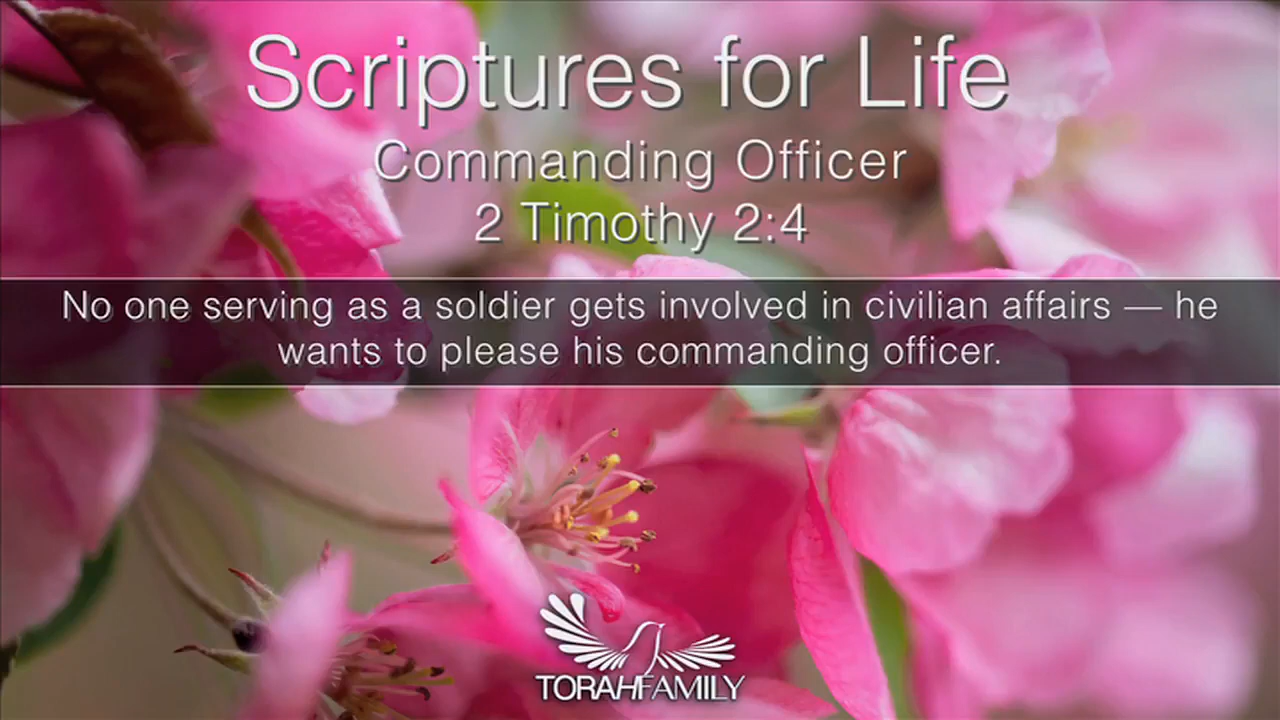 Scriptures for Life
Commanding Officer
2 Timothy 2:4
No one serving as a soldier gets involved in civilian affairs — he
wants to please his commanding officer.
TORAHFAMILY